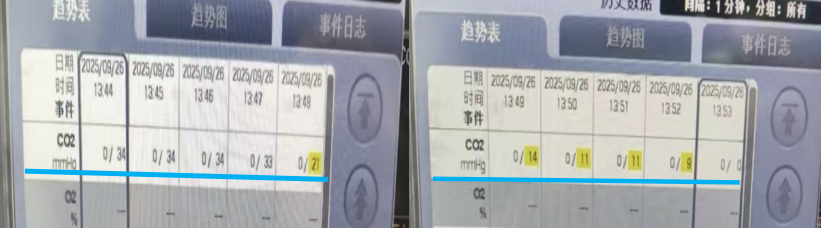 趋势表 趋势图 事件日志
日期 2025/09/26 2025/09/26 2025/09/26 2025/09/26 2025/09/26
时间 13:44 13:45 13:46 13:47 13:48
事件
CO2
mmHg 0/ 34 0/ 34 0/ 34 0/ 33 0/ 21
O2
% --- --- --- --- ---
历史数据 间隔：1 分钟，分组：所有
趋势表 趋势图 事件日志
日期 2025/09/26 2025/09/26 2025/09/26 2025/09/26 2025/09/26
时间 13:49 13:50 13:51 13:52 13:53
事件
CO2
mmHg 0/ 14 0/ 11 0/ 11 0/ 9 0/ 0
O2
% --- --- --- --- ---